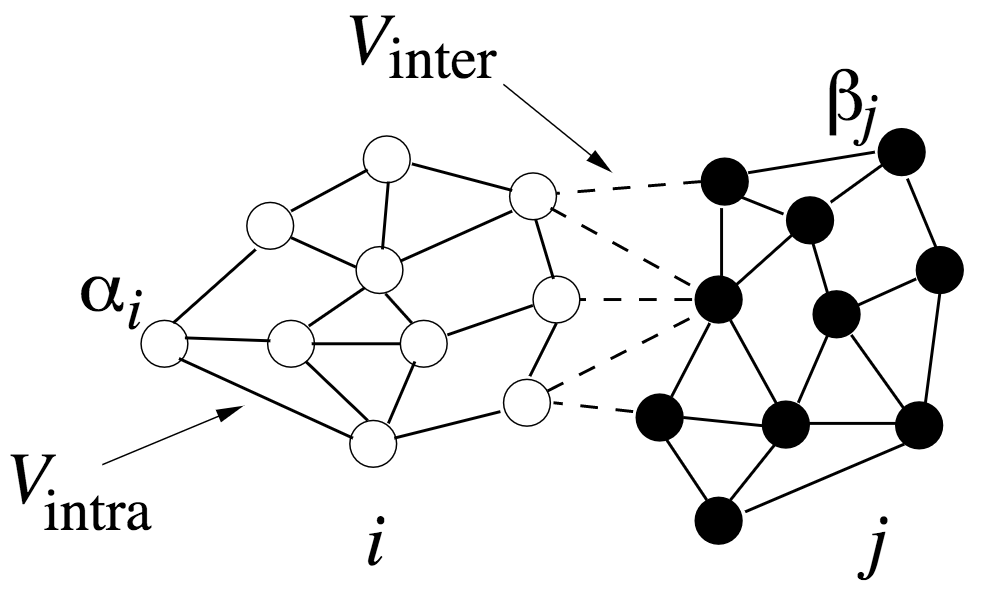 V_inter
β_j
α_i
V_intra
i
j